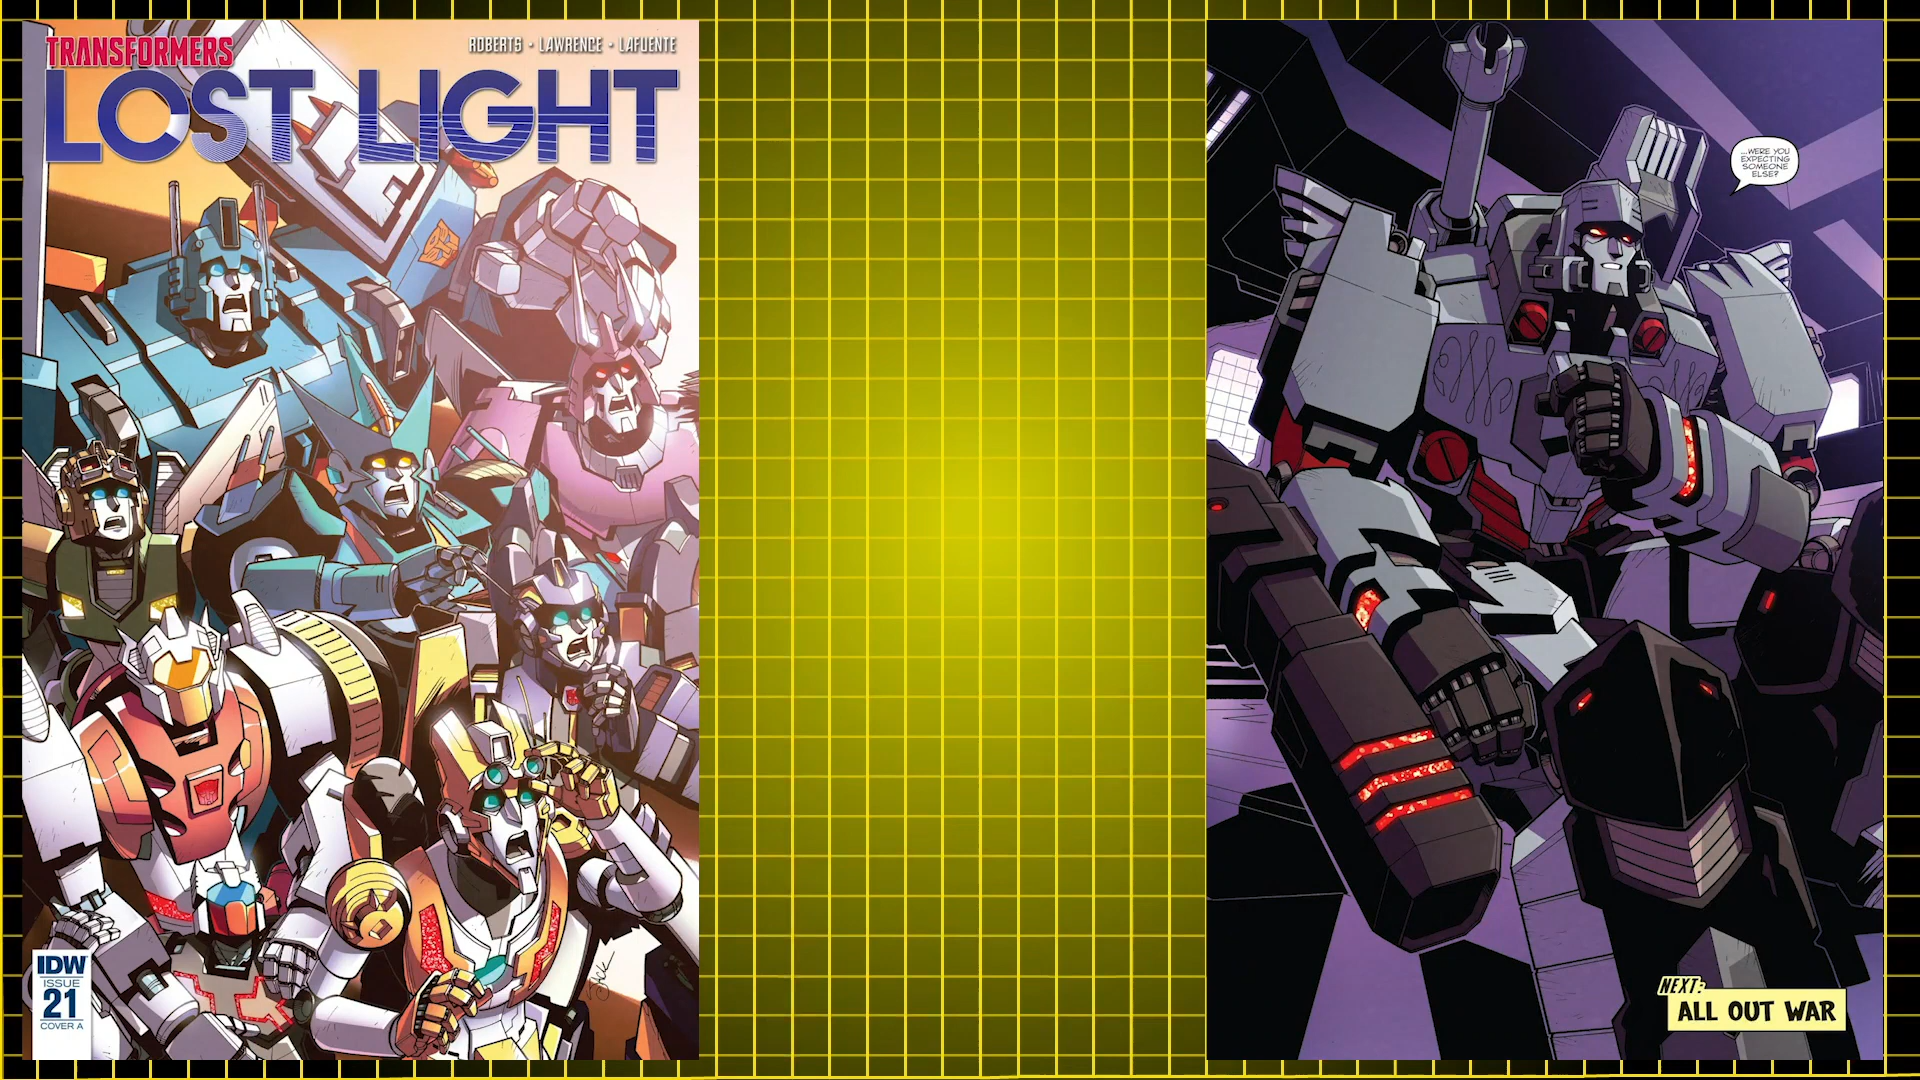 TRANSFORMERS
ROBERTS • LAWRENCE • LAFUENTE
LOST LIGHT
IDW
ISSUE
21
COVER A
...WERE YOU
EXPECTING
SOMEONE
ELSE?
NEXT:
ALL OUT WAR